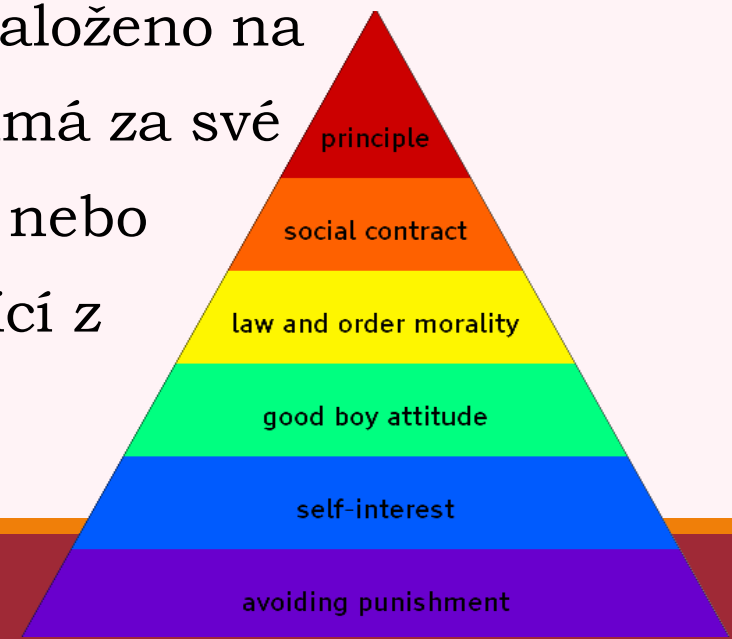 aloženo na
má za své
nebo
cí z
principle
social contract
law and order morality
good boy attitude
self-interest
avoiding punishment